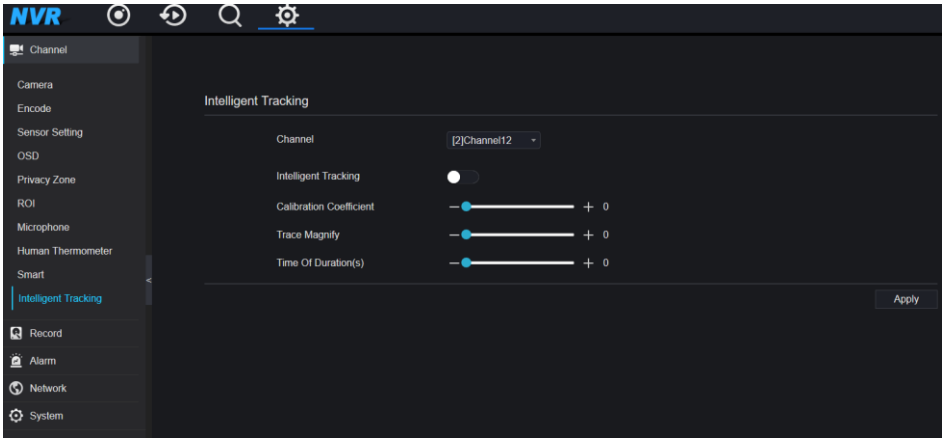 NVR
Channel
Camera
Encode
Sensor Setting
OSD
Privacy Zone
ROI
Microphone
Human Thermometer
Smart
Intelligent Tracking
Record
Alarm
Network
System
<
Intelligent Tracking
Channel [2]Channel12
Intelligent Tracking
Calibration Coefficient 0
Trace Magnify 0
Time Of Duration(s) 0
Apply